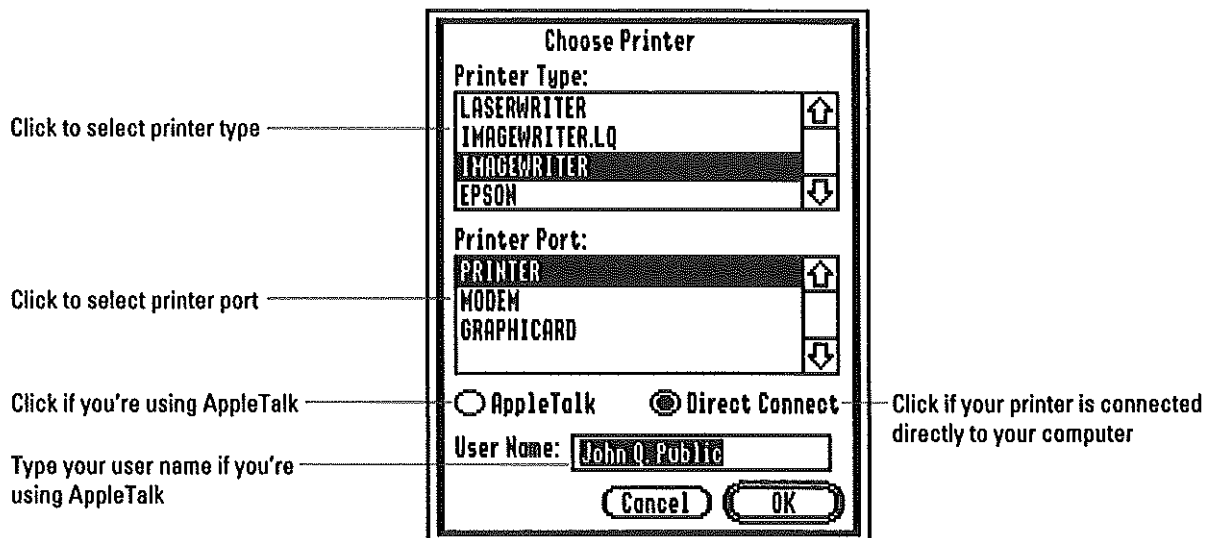 Choose Printer
Printer Type:
LASERWRITER
IMAGEWRITER.LQ
IMAGEWRITER
EPSON
Click to select printer type
Printer Port:
PRINTER
MODEM
GRAPHICARD
Click to select printer port
Click if you're using AppleTalk
AppleTalk
Direct Connect
Click if your printer is connected
directly to your computer
User Name:
John Q. Public
Type your user name if you're
using AppleTalk
Cancel
OK